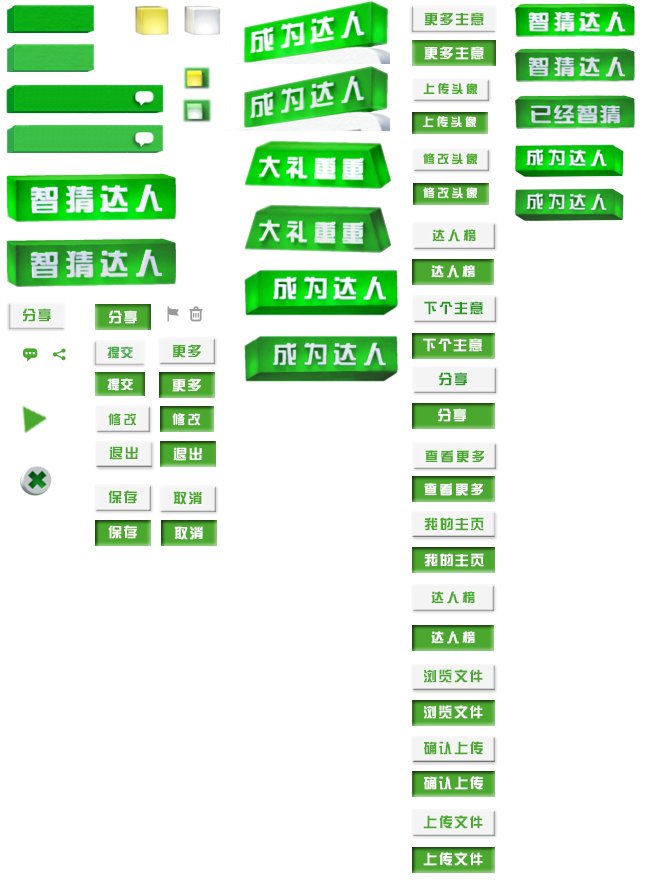 智猜达人
智猜达人
分享
分享
提交
更多
提交
更多
修改
修改
退出
退出
保存
取消
保存
取消
成为达人
成为达人
大礼重重
大礼重重
成为达人
成为达人
更多主意
更多主意
上传头像
上传头像
修改头像
修改头像
达人榜
达人榜
下个主意
下个主意
分享
分享
查看更多
查看更多
我的主页
我的主页
达人榜
达人榜
浏览文件
浏览文件
确认上传
确认上传
上传文件
上传文件
智猜达人
智猜达人
已经智猜
成为达人
成为达人